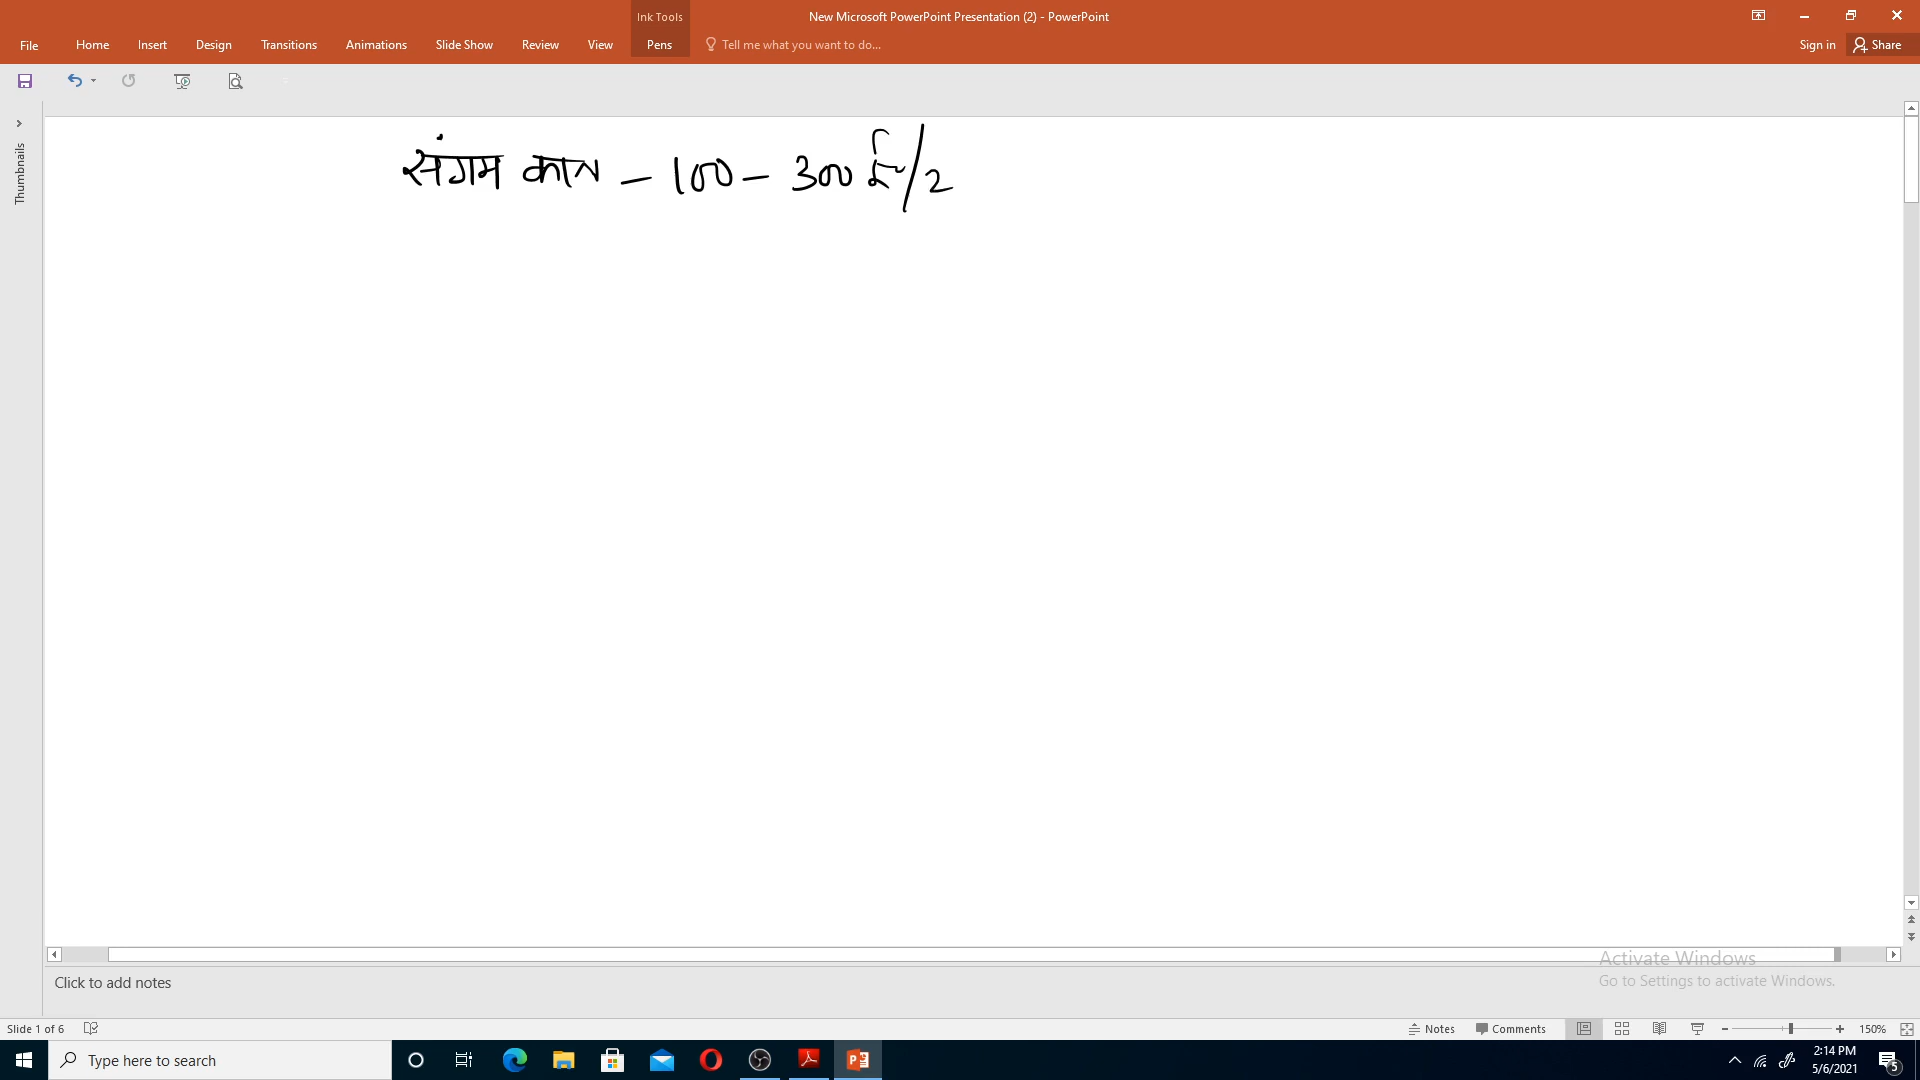 Ink Tools
New Microsoft PowerPoint Presentation (2) - PowerPoint
File Home Insert Design Transitions Animations Slide Show Review View Pens Tell me what you want to do... Sign in Share
Thumbnails
संगम काल – 100 – 300 ई/2
Activate Windows
Go to Settings to activate Windows.
Click to add notes
Slide 1 of 6 Notes Comments 150%
Type here to search
2:14 PM
5/6/2021
5